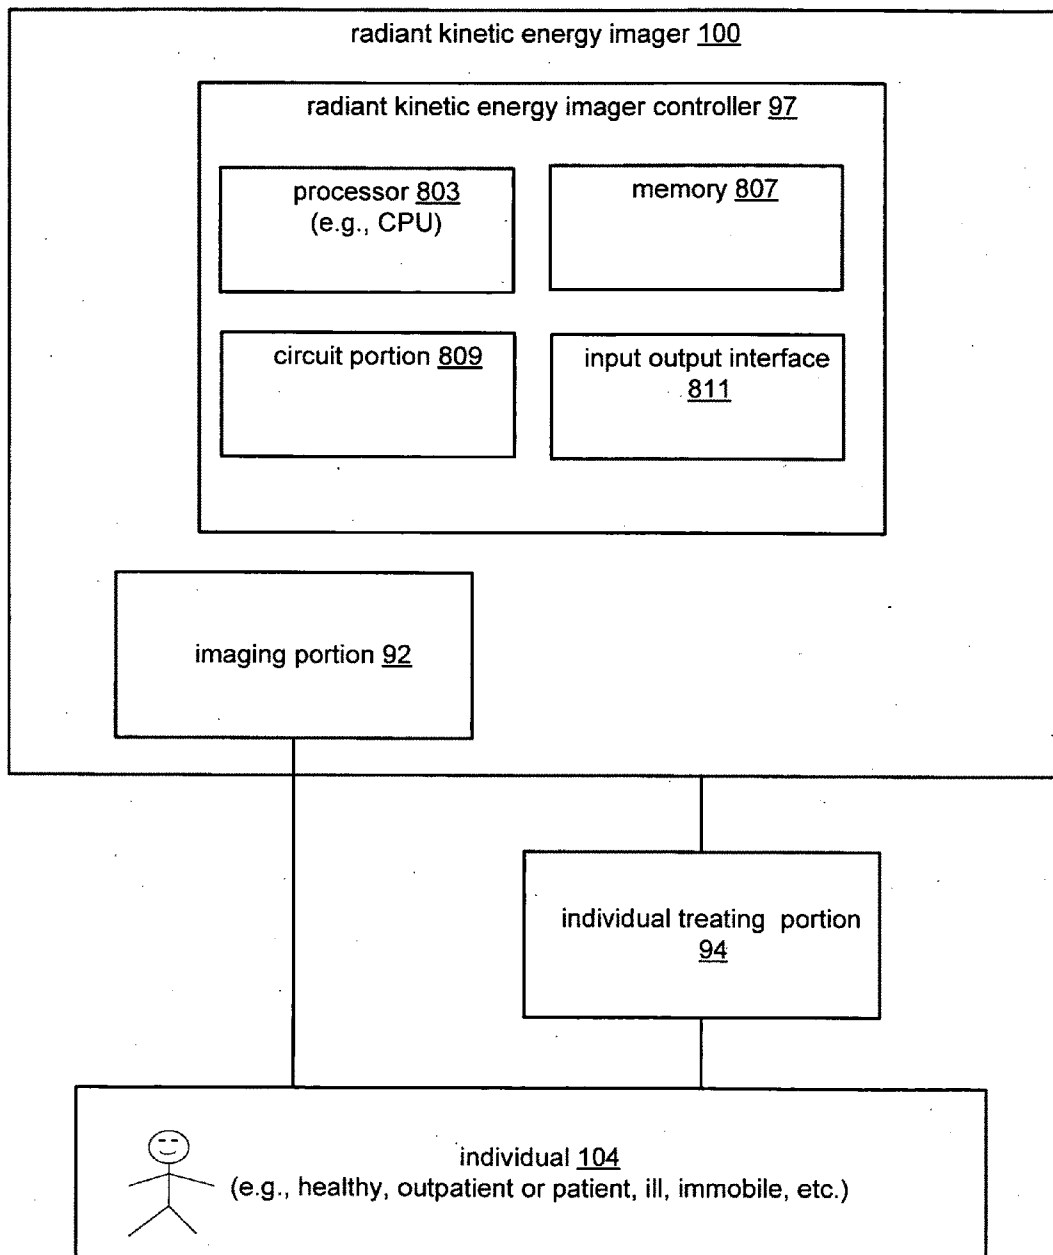 radiant kinetic energy imager 100
radiant kinetic energy imager controller 97
processor 803
(e.g., CPU)
memory 807
circuit portion 809
input output interface
811
imaging portion 92
individual treating portion
94
individual 104
(e.g., healthy, outpatient or patient, ill, immobile, etc.)